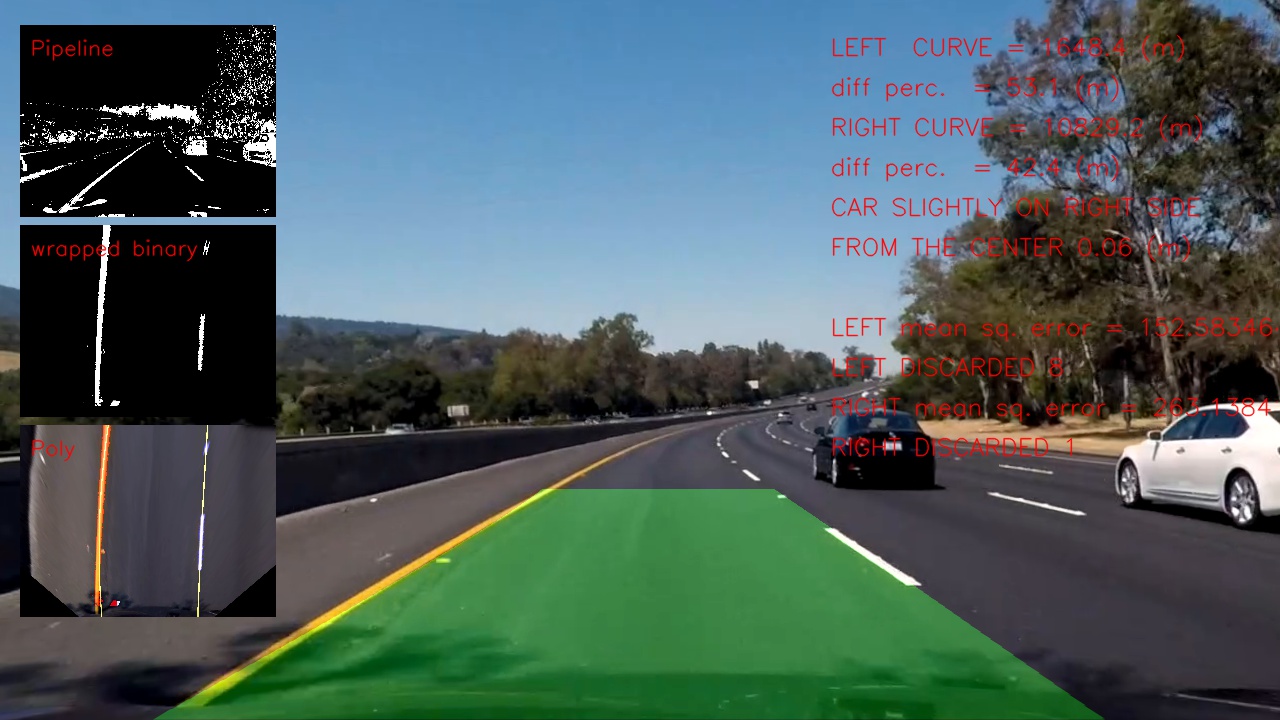 Pipeline
wrapped binary
Poly
LEFT CURVE = 1648.4 (m)
diff perc. = 53.1 (m)
RIGHT CURVE = 10829.2 (m)
diff perc. = 42.4 (m)
CAR SLIGHTLY ON RIGHT SIDE
FROM THE CENTER 0.06 (m)
LEFT mean sq. error = 152.58346
LEFT DISCARDED 8
RIGHT mean sq. error = 263.1384
RIGHT DISCARDED 1